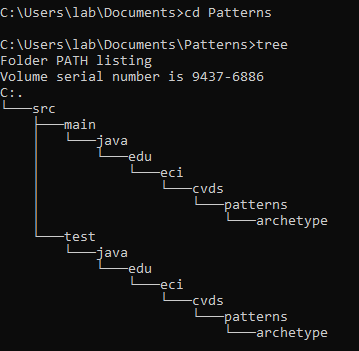 C:\Users\lab\Documents>cd Patterns
C:\Users\lab\Documents\Patterns>tree
Folder PATH listing
Volume serial number is 9437-6886
C:.
└───src
    ├───main
    │   └───java
    │       └───edu
    │           └───eci
    │               └───cvds
    │                   └───patterns
    │                       └───archetype
    └───test
        └───java
            └───edu
                └───eci
                    └───cvds
                        └───patterns
                            └───archetype